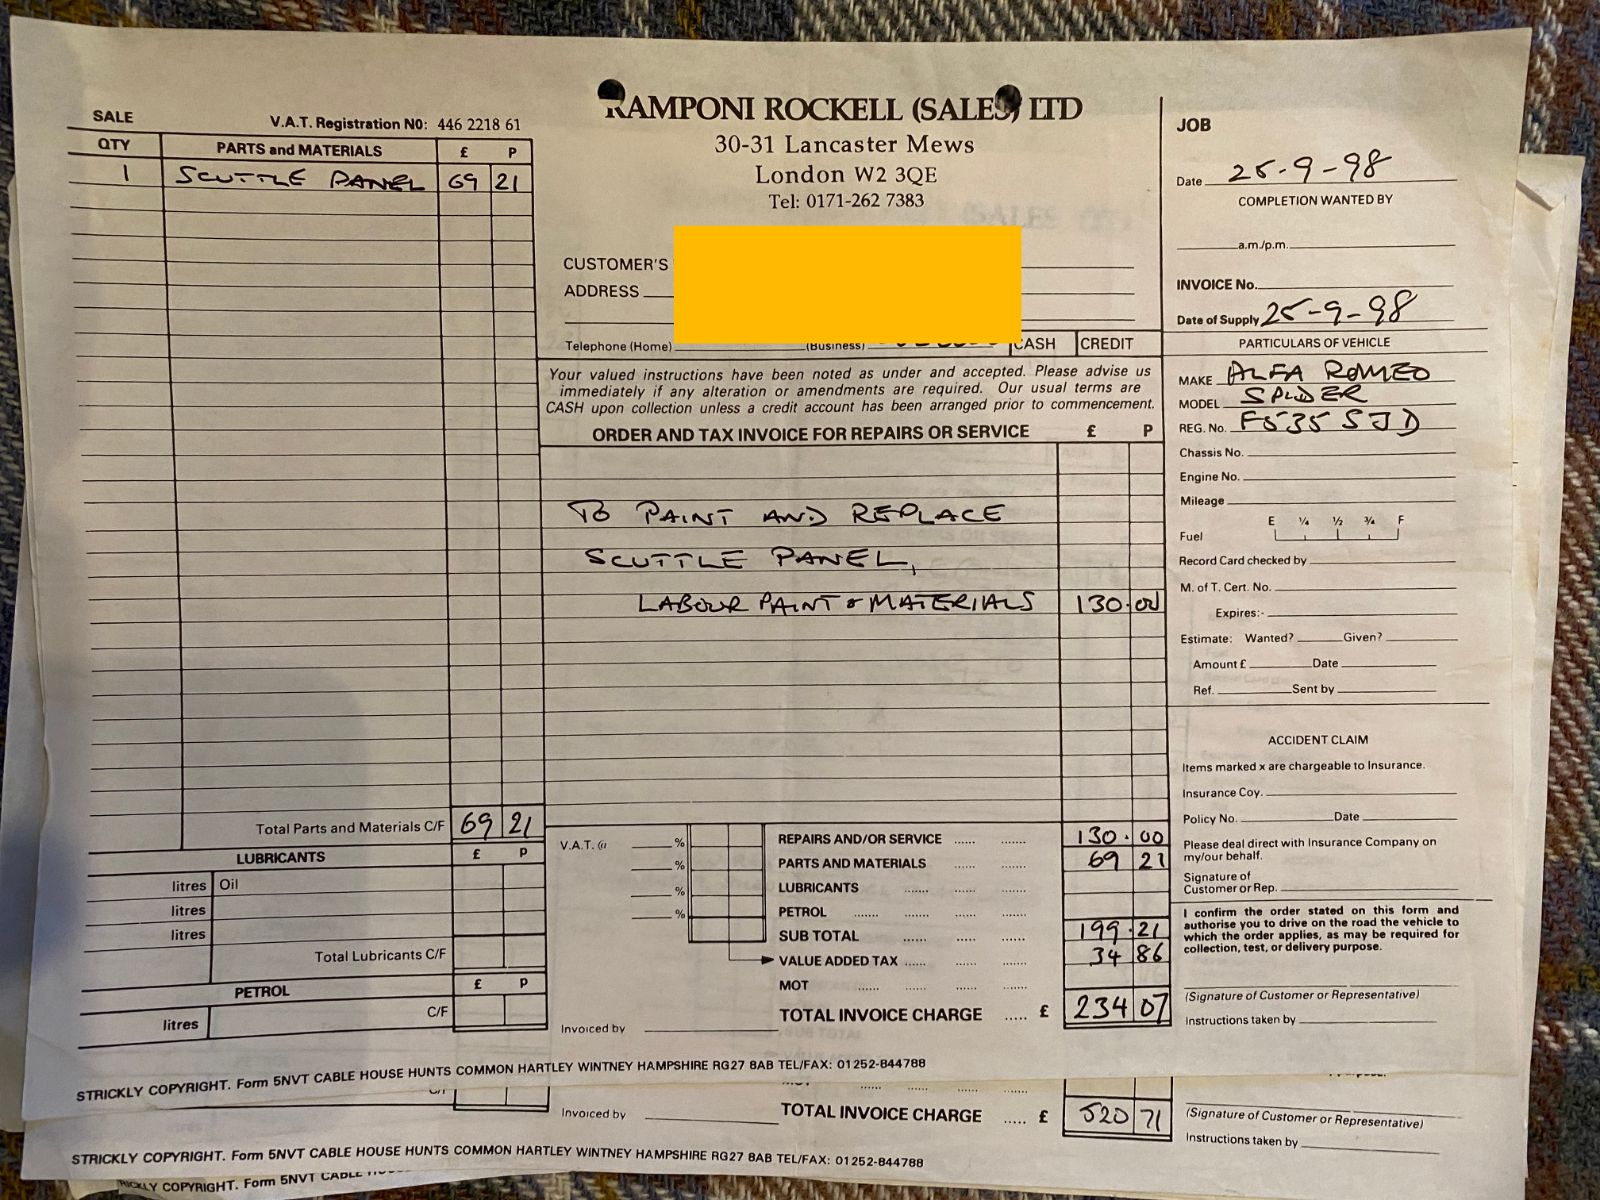 SALE
V.A.T. Registration N0: 446 2218 61
QTY PARTS and MATERIALS £ P
1 SCUTTLE PANEL 69 21
Total Parts and Materials C/F 69 21
LUBRICANTS £ P
litres Oil
litres
litres
Total Lubricants C/F
PETROL £ P
C/F
litres
RAMPONI ROCKELL (SALES) LTD
30-31 Lancaster Mews
London W2 3QE
Tel: 0171-262 7383
CUSTOMER'S
ADDRESS
Telephone (Home) (Business) CASH CREDIT
Your valued instructions have been noted as under and accepted. Please advise us
immediately if any alteration or amendments are required. Our usual terms are
CASH upon collection unless a credit account has been arranged prior to commencement.
ORDER AND TAX INVOICE FOR REPAIRS OR SERVICE £ P
TO PAINT AND REPLACE
SCUTTLE PANEL,
LABOUR PAINT & MATERIALS 130.00
V.A.T. @ % REPAIRS AND/OR SERVICE ...... ....... 130.00
% PARTS AND MATERIALS ...... ...... 69 21
% LUBRICANTS ....... ......
% PETROL ....... ...... ......
SUB TOTAL ...... ...... 199.21
VALUE ADDED TAX ...... ...... ...... 34 86
MOT ...... ...... ......
TOTAL INVOICE CHARGE ..... £ 234 07
Invoiced by
JOB
Date 25-9-98
COMPLETION WANTED BY
a.m./p.m.
INVOICE No.
Date of Supply 25-9-98
PARTICULARS OF VEHICLE
MAKE ALFA ROMEO
MODEL SPIDER
REG. No. F535 SJD
Chassis No.
Engine No.
Mileage
Fuel E ¼ ½ ¾ F
Record Card checked by
M. of T. Cert. No.
Expires:-
Estimate: Wanted? Given?
Amount £ Date
Ref. Sent by
ACCIDENT CLAIM
Items marked x are chargeable to Insurance.
Insurance Coy.
Policy No. Date
Please deal direct with Insurance Company on
my/our behalf.
Signature of
Customer or Rep.
I confirm the order stated on this form and
authorise you to drive on the road the vehicle to
which the order applies, as may be required for
collection, test, or delivery purpose.
(Signature of Customer or Representative)
Instructions taken by
STRICKLY COPYRIGHT. Form 5NVT CABLE HOUSE HUNTS COMMON HARTLEY WINTNEY HAMPSHIRE RG27 8AB TEL/FAX: 01252-844788
Invoiced by TOTAL INVOICE CHARGE ..... £ 520 71
(Signature of Customer or Representative)
Instructions taken by
STRICKLY COPYRIGHT. Form 5NVT CABLE HOUSE HUNTS COMMON HARTLEY WINTNEY HAMPSHIRE RG27 8AB TEL/FAX: 01252-844788
COPYRIGHT. Form 5NVT CABLE